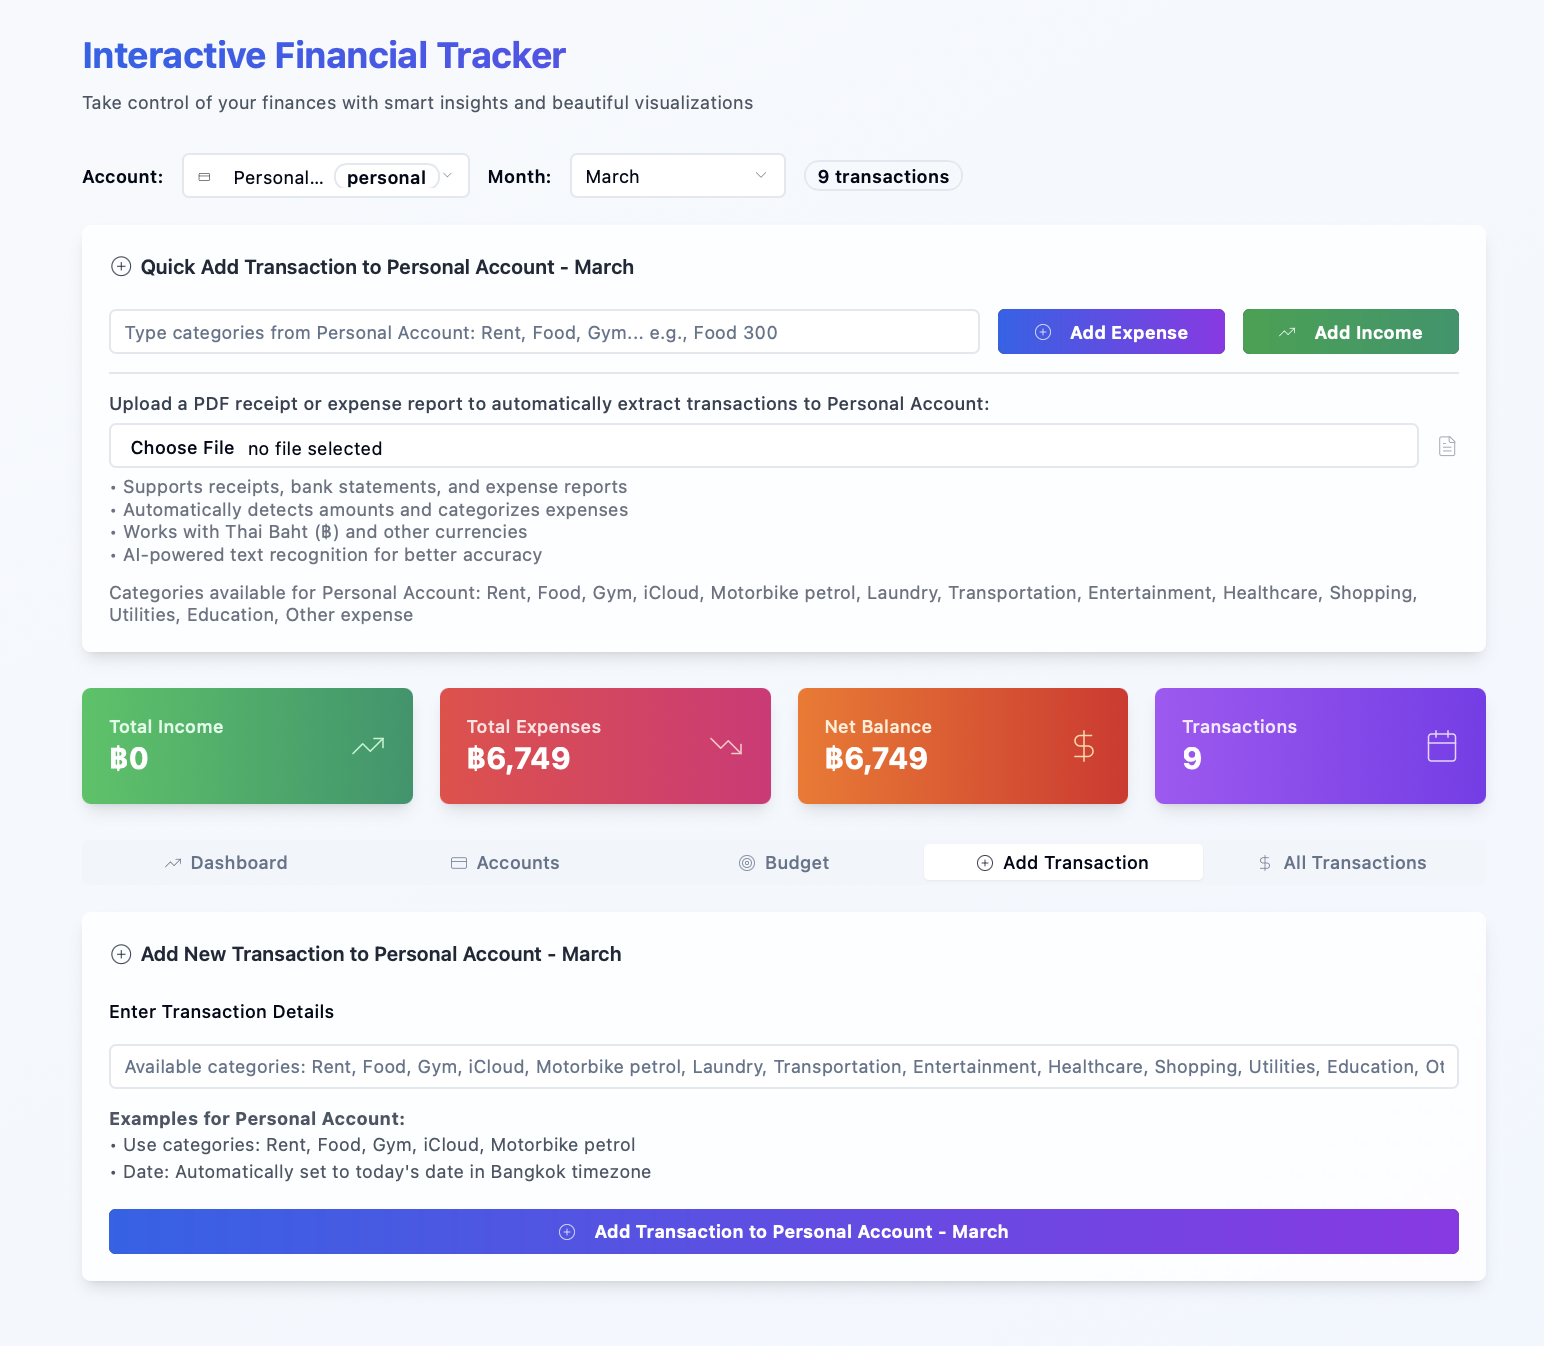 Interactive Financial Tracker
Take control of your finances with smart insights and beautiful visualizations
Account: Personal... personal Month: March 9 transactions
Quick Add Transaction to Personal Account - March
Type categories from Personal Account: Rent, Food, Gym... e.g., Food 300 Add Expense Add Income
Upload a PDF receipt or expense report to automatically extract transactions to Personal Account:
Choose File no file selected
• Supports receipts, bank statements, and expense reports
• Automatically detects amounts and categorizes expenses
• Works with Thai Baht (฿) and other currencies
• AI-powered text recognition for better accuracy
Categories available for Personal Account: Rent, Food, Gym, iCloud, Motorbike petrol, Laundry, Transportation, Entertainment, Healthcare, Shopping,
Utilities, Education, Other expense
Total Income
฿0
Total Expenses
฿6,749
Net Balance
฿6,749
Transactions
9
Dashboard Accounts Budget Add Transaction All Transactions
Add New Transaction to Personal Account - March
Enter Transaction Details
Available categories: Rent, Food, Gym, iCloud, Motorbike petrol, Laundry, Transportation, Entertainment, Healthcare, Shopping, Utilities, Education, Ot
Examples for Personal Account:
• Use categories: Rent, Food, Gym, iCloud, Motorbike petrol
• Date: Automatically set to today's date in Bangkok timezone
Add Transaction to Personal Account - March